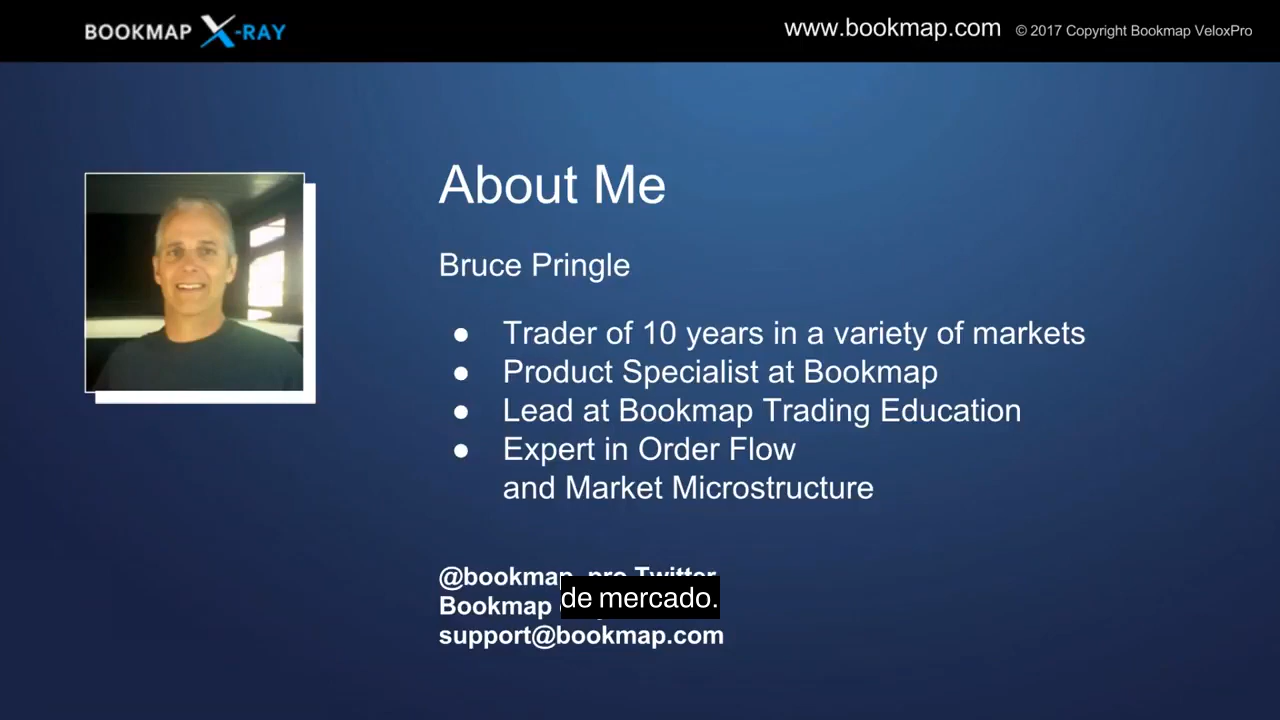 BOOKMAP X-RAY
www.bookmap.com © 2017 Copyright Bookmap VeloxPro
About Me
Bruce Pringle
● Trader of 10 years in a variety of markets
● Product Specialist at Bookmap
● Lead at Bookmap Trading Education
● Expert in Order Flow
and Market Microstructure
@bookmap_pro Twitter
Bookmap
de mercado.
support@bookmap.com